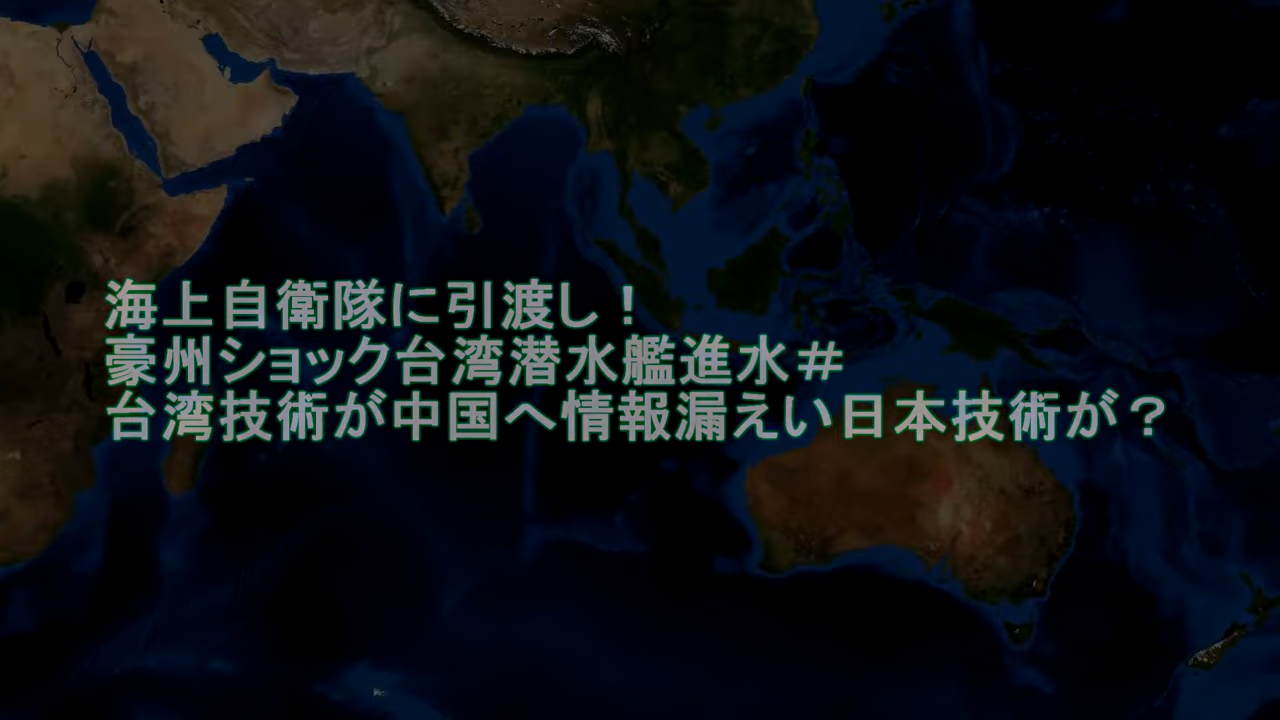 海上自衛隊に引渡し！
豪州ショック台湾潜水艦進水＃
台湾技術が中国へ情報漏えい日本技術が？